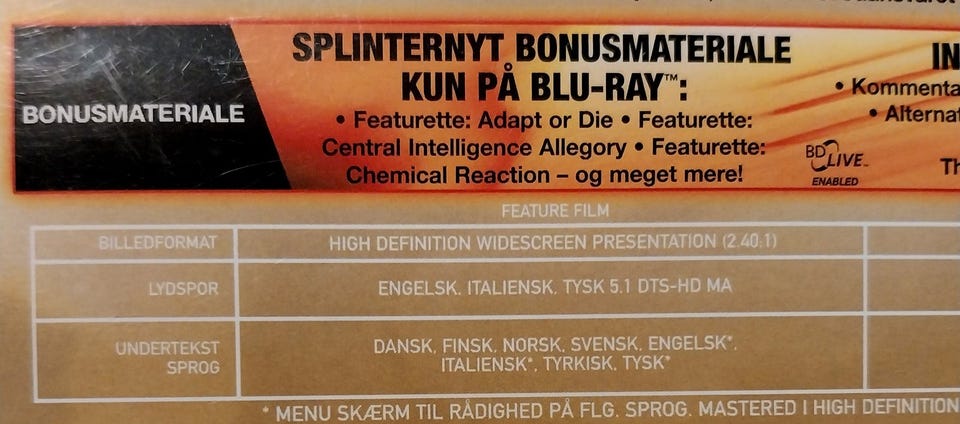 SPLINTERNYT BONUSMATERIALE
KUN PÅ BLU-RAY™:
BONUSMATERIALE
• Featurette: Adapt or Die • Featurette:
Central Intelligence Allegory • Featurette:
Chemical Reaction – og meget mere!
BD LIVE™
ENABLED
IN
• Kommenta
• Alternat
Th
FEATURE FILM
BILLEDFORMAT HIGH DEFINITION WIDESCREEN PRESENTATION (2.40:1)
LYDSPOR ENGELSK, ITALIENSK, TYSK 5.1 DTS-HD MA
UNDERTEKST SPROG
DANSK, FINSK, NORSK, SVENSK, ENGELSK*,
ITALIENSK*, TYRKISK, TYSK*
* MENU SKÆRM TIL RÅDIGHED PÅ FLG. SPROG. MASTERED I HIGH DEFINITION